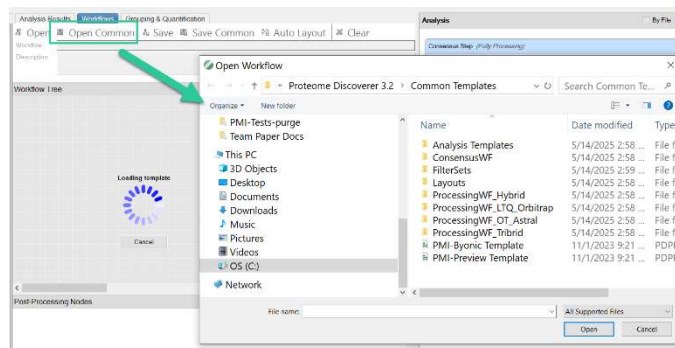 Analysis Results Workflows Grouping & Quantification
Open Open Common Save Save Common Auto Layout Clear
Workflow
Description
Workflow Tree
Loading template
Cancel
Post-Processing Nodes
Analysis By File
Consensus Step (Fully Processing)
Open Workflow
Proteome Discoverer 3.2 Common Templates Search Common Te...
Organize New folder
PMI-Tests-purge
Team Paper Docs
This PC
3D Objects
Desktop
Documents
Downloads
Music
Pictures
Videos
OS (C:)
Network
Name Date modified Type
Analysis Templates 5/14/2025 2:58 ... File f
ConsensusWF 5/14/2025 2:58 ... File f
FilterSets 5/14/2025 2:59 ... File f
Layouts 5/14/2025 2:58 ... File f
ProcessingWF_Hybrid 5/14/2025 2:58 ... File f
ProcessingWF_LTQ_Orbitrap 5/14/2025 2:58 ... File f
ProcessingWF_OT_Astral 5/14/2025 2:58 ... File f
ProcessingWF_Tribrid 5/14/2025 2:58 ... File f
PMI-Byonic Template 11/1/2023 9:21 ... PDPF
PMI-Preview Template 11/1/2023 9:21 ... PDPF
File name: All Supported Files
Open Cancel